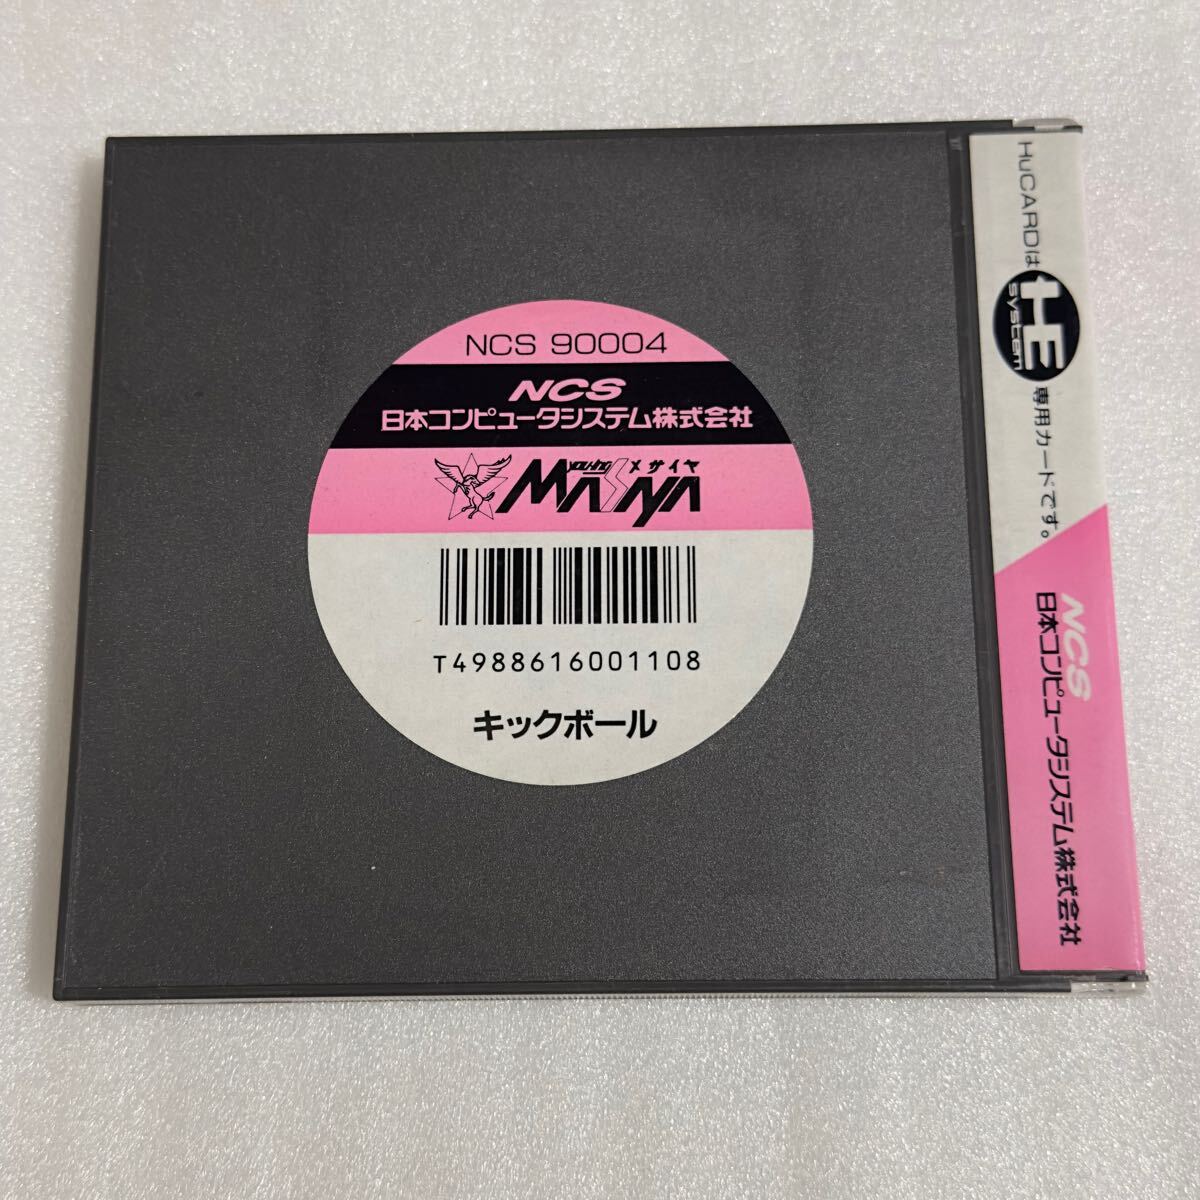 NCS 90004
NCS
日本コンピュータシステム株式会社
メサイヤ
MASAYA
T4988616001108
キックボール
HuCARDは
HE
system
専用カードです。
NCS
日本コンピュータシステム株式会社